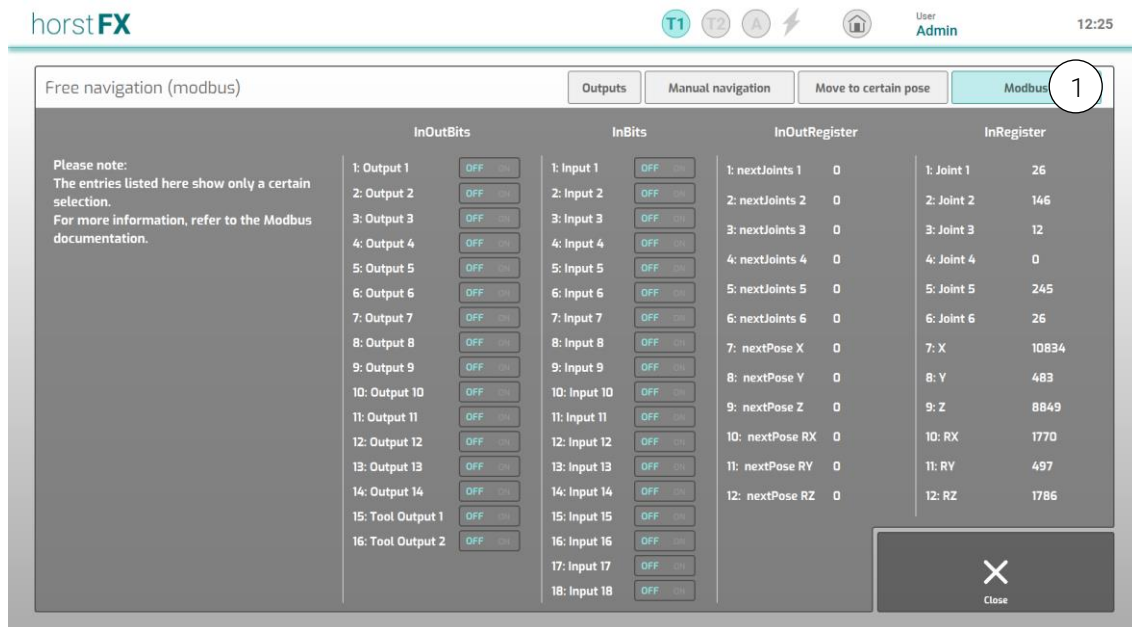 horstFX
T1 T2 A
User
Admin
12:25
Free navigation (modbus)
Outputs
Manual navigation
Move to certain pose
Modbus
1
Please note:
The entries listed here show only a certain
selection.
For more information, refer to the Modbus
documentation.
InOutBits
1: Output 1 OFF ON
2: Output 2 OFF ON
3: Output 3 OFF ON
4: Output 4 OFF ON
5: Output 5 OFF ON
6: Output 6 OFF ON
7: Output 7 OFF ON
8: Output 8 OFF ON
9: Output 9 OFF ON
10: Output 10 OFF ON
11: Output 11 OFF ON
12: Output 12 OFF ON
13: Output 13 OFF ON
14: Output 14 OFF ON
15: Tool Output 1 OFF ON
16: Tool Output 2 OFF ON
InBits
1: Input 1 OFF ON
2: Input 2 OFF ON
3: Input 3 OFF ON
4: Input 4 OFF ON
5: Input 5 OFF ON
6: Input 6 OFF ON
7: Input 7 OFF ON
8: Input 8 OFF ON
9: Input 9 OFF ON
10: Input 10 OFF ON
11: Input 11 OFF ON
12: Input 12 OFF ON
13: Input 13 OFF ON
14: Input 14 OFF ON
15: Input 15 OFF ON
16: Input 16 OFF ON
17: Input 17 OFF ON
18: Input 18 OFF ON
InOutRegister
1: nextJoints 1 0
2: nextJoints 2 0
3: nextJoints 3 0
4: nextJoints 4 0
5: nextJoints 5 0
6: nextJoints 6 0
7: nextPose X 0
8: nextPose Y 0
9: nextPose Z 0
10: nextPose RX 0
11: nextPose RY 0
12: nextPose RZ 0
InRegister
1: Joint 1 26
2: Joint 2 146
3: Joint 3 12
4: Joint 4 0
5: Joint 5 245
6: Joint 6 26
7: X 10834
8: Y 483
9: Z 8849
10: RX 1770
11: RY 497
12: RZ 1786
Close